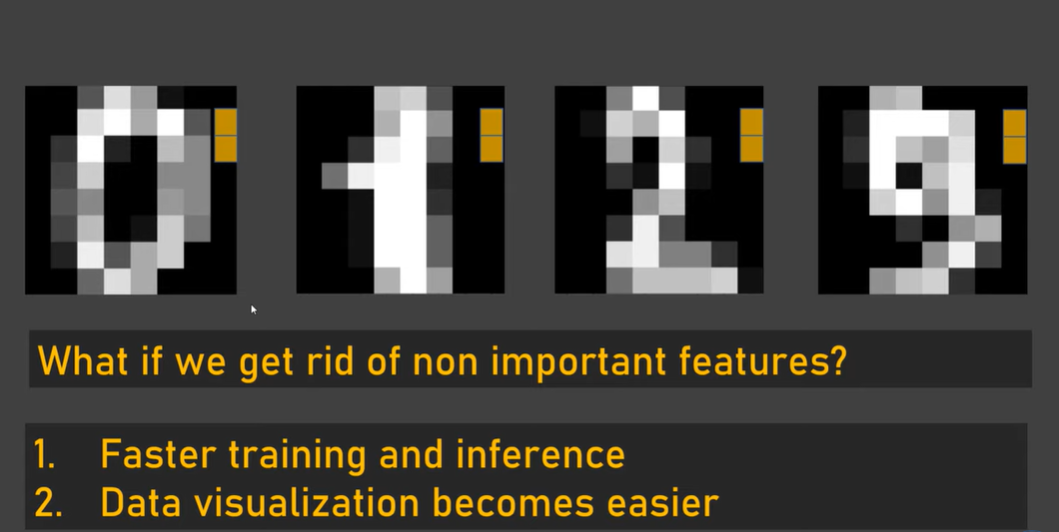 What if we get rid of non important features?
1. Faster training and inference
2. Data visualization becomes easier